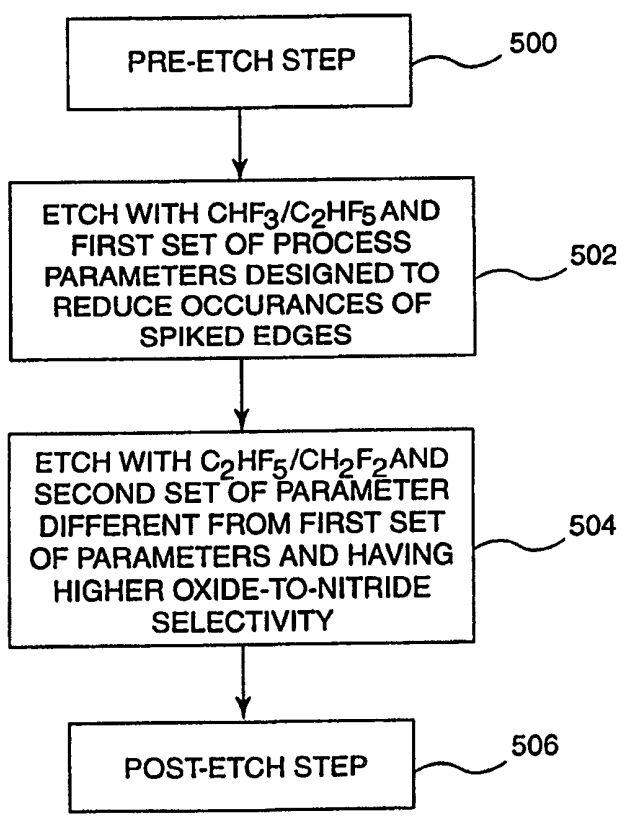 PRE-ETCH STEP
500
ETCH WITH CHF3/C2HF5 AND
FIRST SET OF PROCESS
PARAMETERS DESIGNED TO
REDUCE OCCURANCES OF
SPIKED EDGES
502
ETCH WITH C2HF5/CH2F2 AND
SECOND SET OF PARAMETER
DIFFERENT FROM FIRST SET
OF PARAMETERS AND HAVING
HIGHER OXIDE-TO-NITRIDE
SELECTIVITY
504
POST-ETCH STEP
506